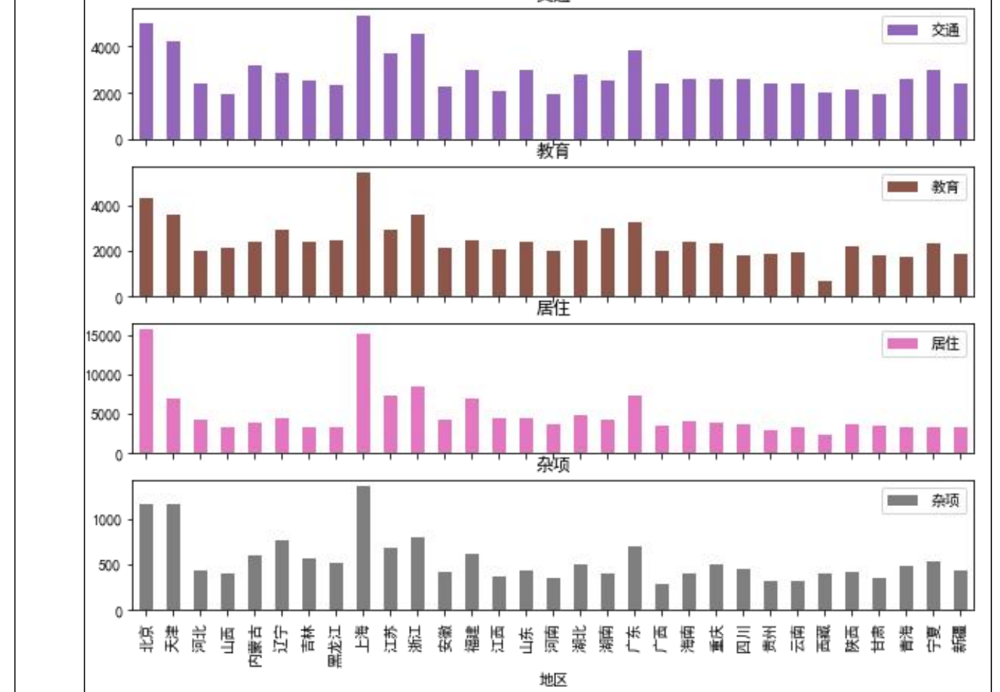 交通
交通
4000
2000
0
教育
教育
4000
2000
0
居住
居住
15000
10000
5000
0
杂项
杂项
1000
500
0
北京 天津 河北 山西 内蒙古 辽宁 吉林 黑龙江 上海 江苏 浙江 安徽 福建 江西 山东 河南 湖北 湖南 广东 广西 海南 重庆 四川 贵州 云南 西藏 陕西 甘肃 青海 宁夏 新疆
地区